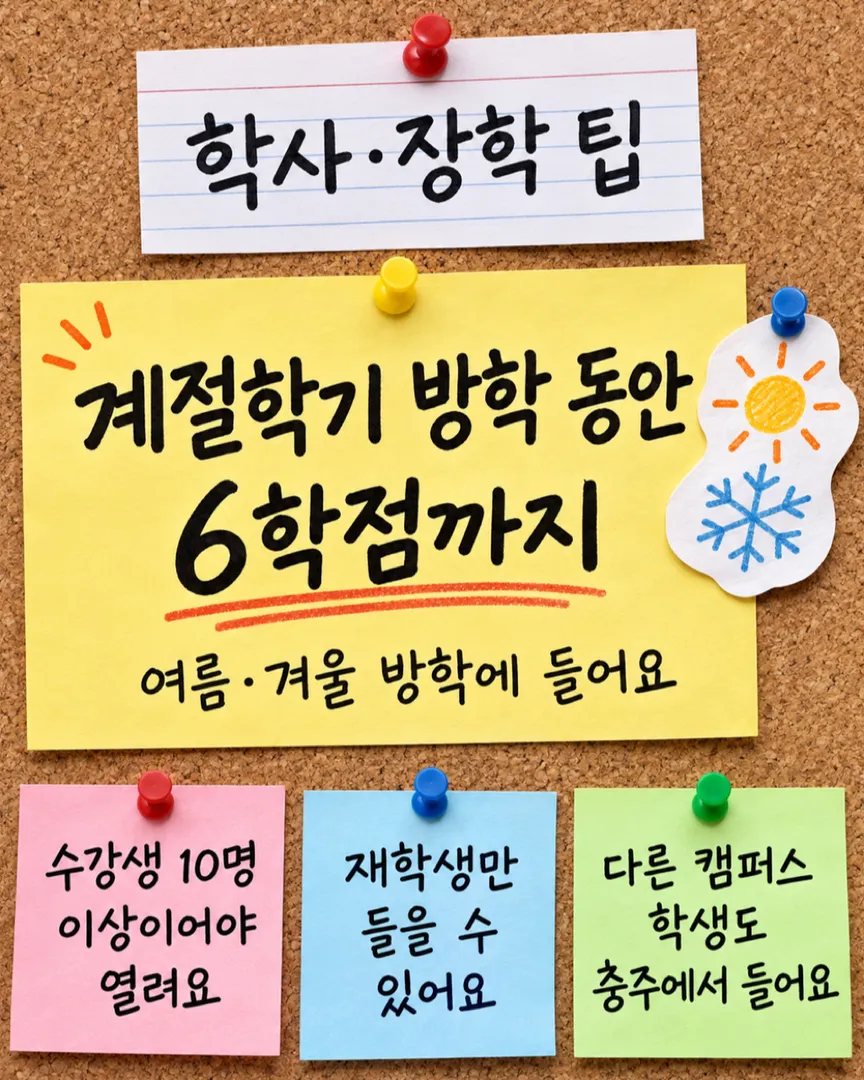 학사·장학 팁
계절학기 방학 동안
6학점까지
여름·겨울 방학에 들어요
수강생 10명
이상이어야
열려요
재학생만
들을 수
있어요
다른 캠퍼스
학생도
충주에서 들어요